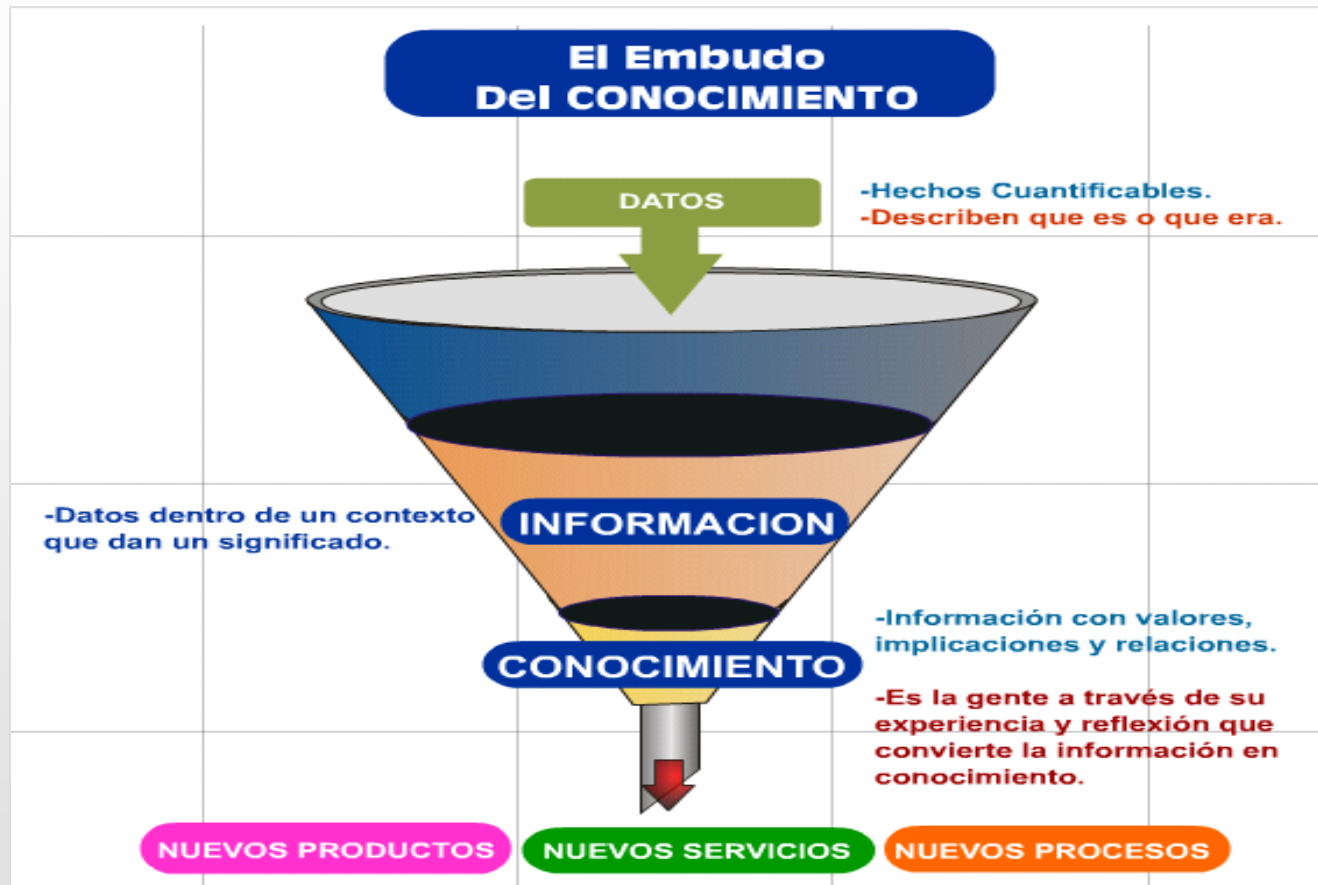 El Embudo
Del CONOCIMIENTO
DATOS
-Hechos Cuantificables.
-Describen que es o que era.
-Datos dentro de un contexto
que dan un significado.
INFORMACION
-Información con valores,
implicaciones y relaciones.
CONOCIMIENTO
-Es la gente a través de su
experiencia y reflexión que
convierte la información en
conocimiento.
NUEVOS PRODUCTOS
NUEVOS SERVICIOS
NUEVOS PROCESOS